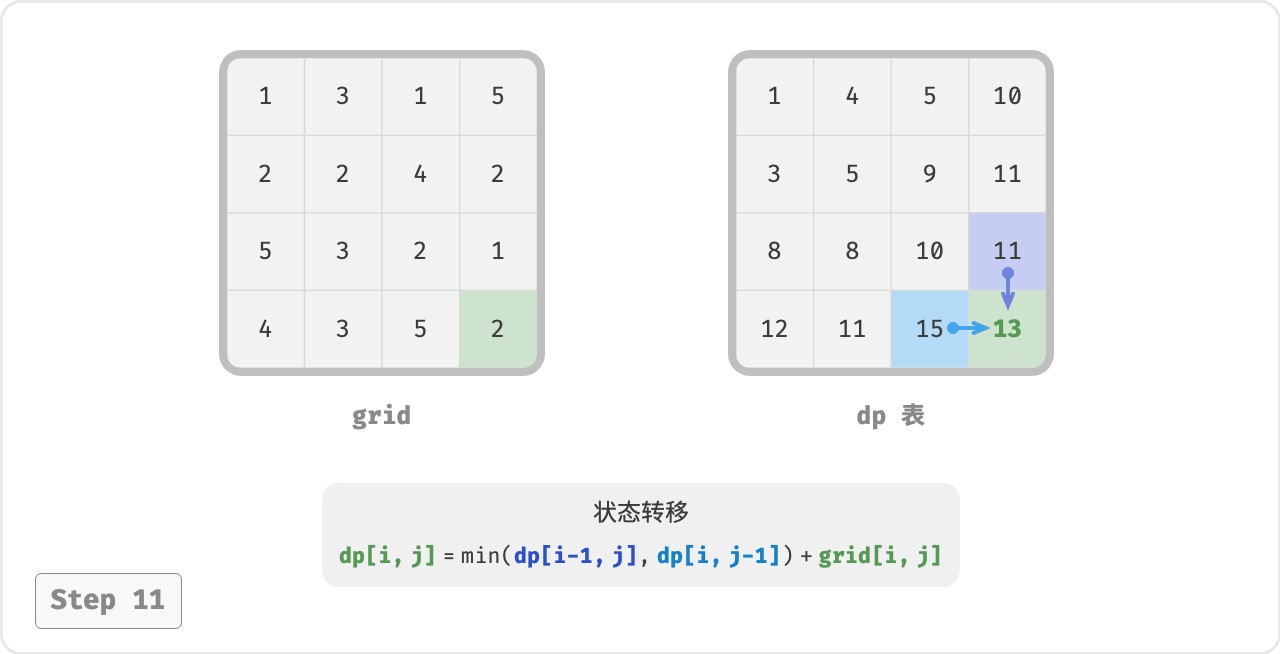 1 3 1 5
2 2 4 2
5 3 2 1
4 3 5 2
grid
1 4 5 10
3 5 9 11
8 8 10 11
12 11 15 13
dp 表
状态转移
dp[i, j] = min(dp[i-1, j], dp[i, j-1]) + grid[i, j]
Step 11